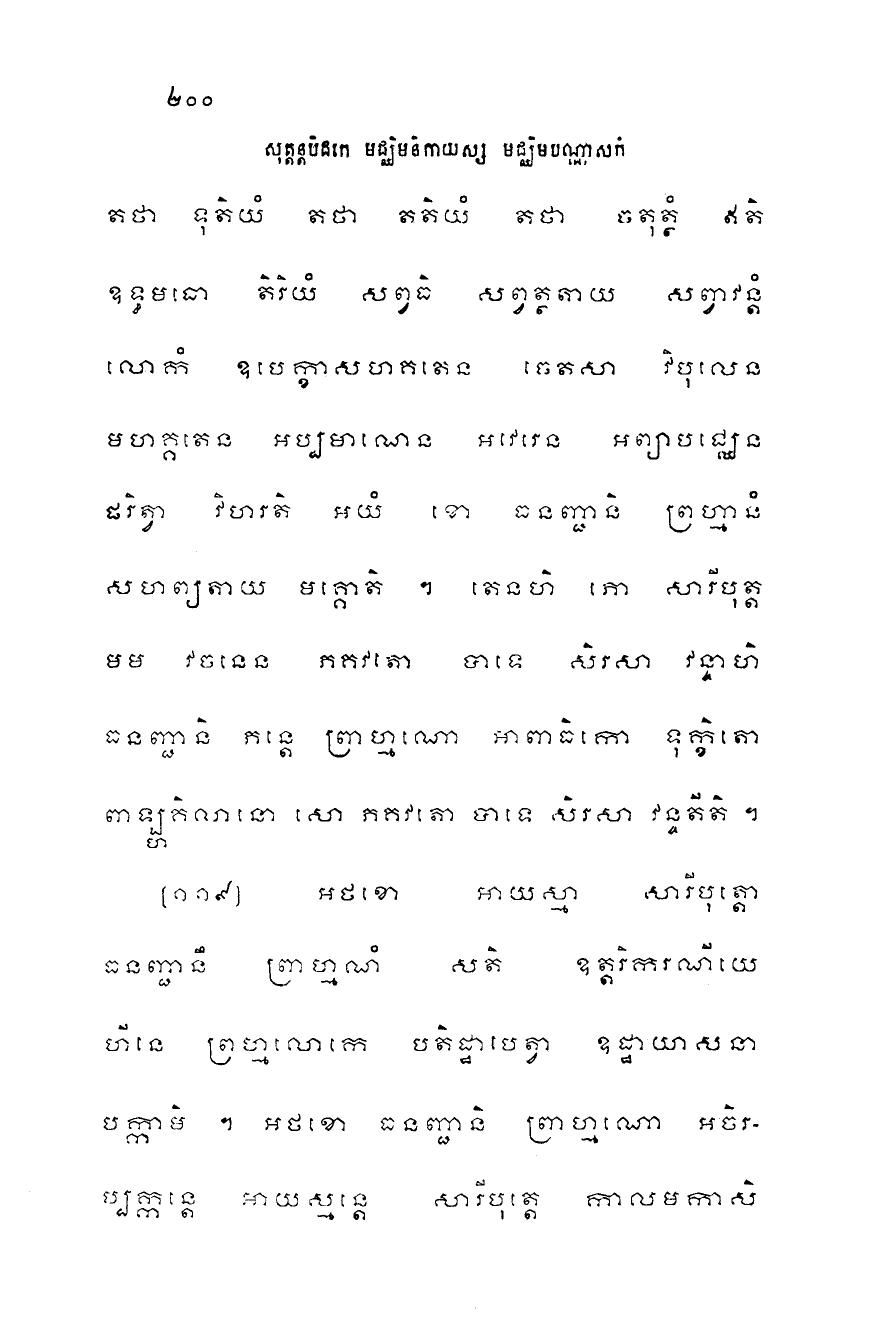 ២០០
សុត្តន្តបិដកេ មជ្ឈិមនិកាយស្ស មជ្ឈិមបណ្ណាសកំ
តថា ទុតិយំ តថា តតិយំ តថា ចតុត្ថំ ឥតិ
ឧទ្ធមធោ តិរិយំ សព្វធិ សព្វត្ថតាយ សព្វាវន្តំ
លោកំ ឧបេក្ខាសហគតេន ចេតសា វិបុលេន
មហគ្គតេន អប្បមាណេន អវេរេន អព្យាបជ្ឈេន
ផរិត្វា វិហរតិ អយំ ខោ ធនញ្ជានិ ព្រហ្មានំ
សហព្យតាយ មគ្គោតិ ។ តេនហិ ភោ សារីបុត្ត
មម វចនេន ភគវតោ បាទេ សិរសា វន្ទាហិ
ធនញ្ជានិ ភន្តេ ព្រាហ្មណោ អាពាធិកោ ទុក្ខិតោ
ពាឡ្ហគិលានោ សោ ភគវតោ បាទេ សិរសា វន្ទតីតិ ។
[១១៩] អថខោ អាយស្មា សារីបុត្តោ
ធនញ្ជានឹ ព្រាហ្មណំ សតិ ឧត្តរិករណីយេ
ហីនេ ព្រហ្មលោកេ បតិដ្ឋាបេត្វា ឧដ្ឋាយាសនា
បក្កាមិ ។ អថខោ ធនញ្ជានិ ព្រាហ្មណោ អចិរ-
ប្បក្កន្តេ អាយស្មន្តេ សារីបុត្តេ កាលមកាសិ